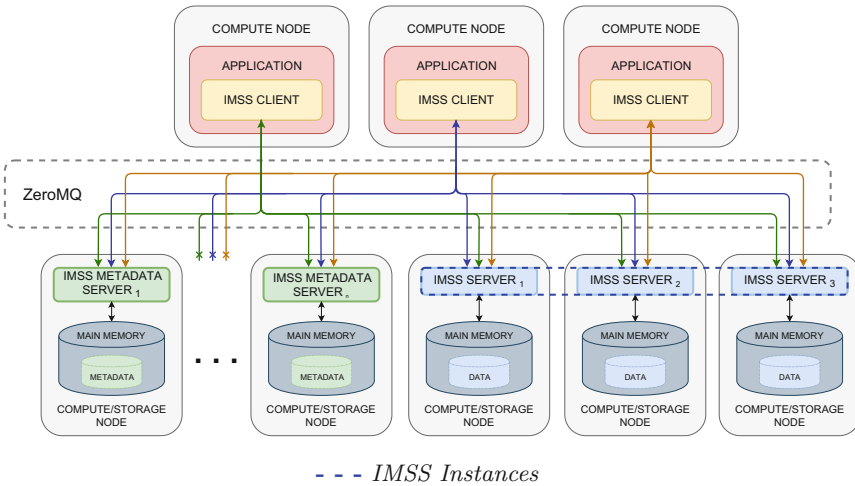 COMPUTE NODE COMPUTE NODE COMPUTE NODE
APPLICATION APPLICATION APPLICATION
IMSS CLIENT IMSS CLIENT IMSS CLIENT
ZeroMQ
IMSS METADATA SERVER 1
IMSS METADATA SERVER n
IMSS SERVER 1 IMSS SERVER 2 IMSS SERVER 3
MAIN MEMORY MAIN MEMORY MAIN MEMORY MAIN MEMORY MAIN MEMORY
. . .
METADATA METADATA DATA DATA DATA
COMPUTE/STORAGE NODE COMPUTE/STORAGE NODE COMPUTE/STORAGE NODE COMPUTE/STORAGE NODE COMPUTE/STORAGE NODE
- - - IMSS Instances